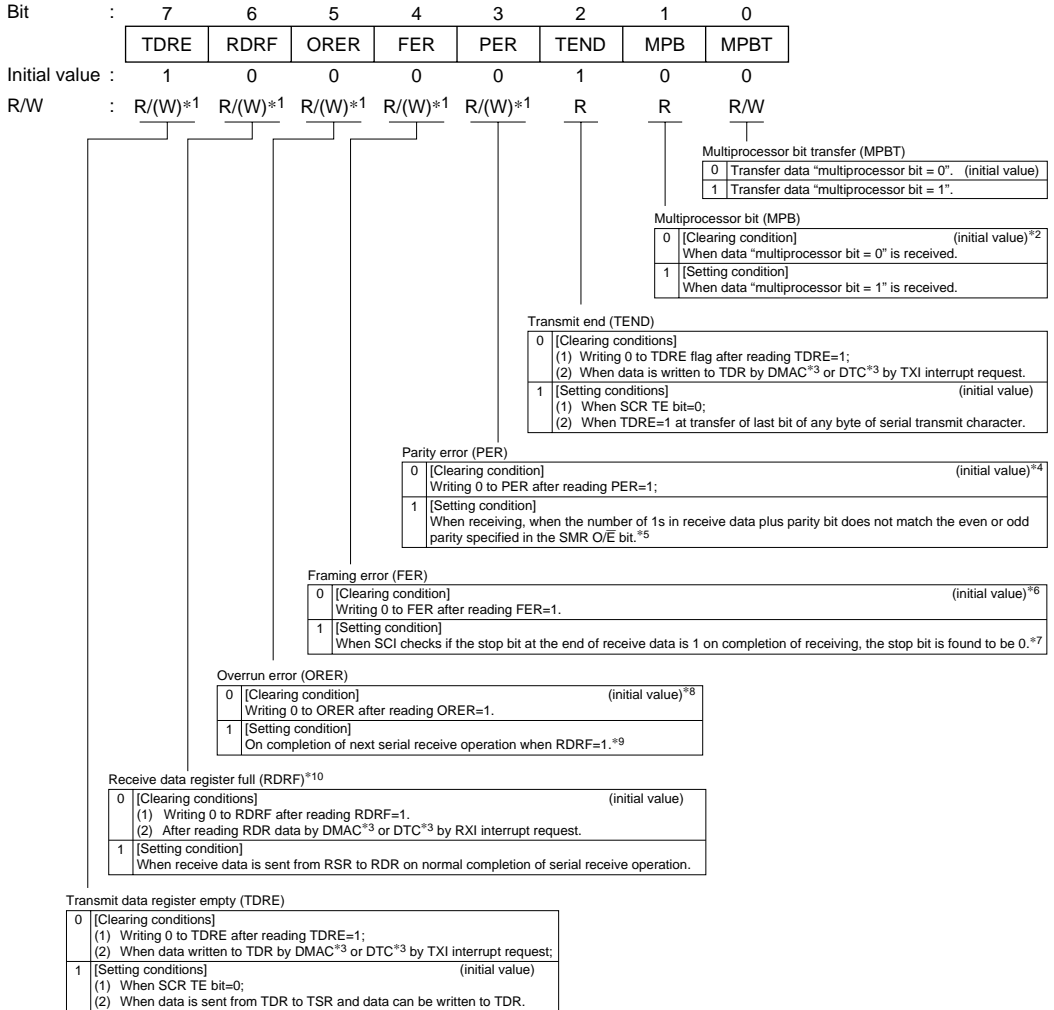 Bit : 7 6 5 4 3 2 1 0
TDRE RDRF ORER FER PER TEND MPB MPBT
Initial value : 1 0 0 0 0 1 0 0
R/W : R/(W)*1 R/(W)*1 R/(W)*1 R/(W)*1 R/(W)*1 R R R/W
Multiprocessor bit transfer (MPBT)
0 Transfer data “multiprocessor bit = 0”. (initial value)
1 Transfer data “multiprocessor bit = 1”.
Multiprocessor bit (MPB)
0 [Clearing condition] (initial value)*2
When data “multiprocessor bit = 0” is received.
1 [Setting condition]
When data “multiprocessor bit = 1” is received.
Transmit end (TEND)
0 [Clearing conditions]
(1) Writing 0 to TDRE flag after reading TDRE=1;
(2) When data is written to TDR by DMAC*3 or DTC*3 by TXI interrupt request.
1 [Setting conditions] (initial value)
(1) When SCR TE bit=0;
(2) When TDRE=1 at transfer of last bit of any byte of serial transmit character.
Parity error (PER)
0 [Clearing condition] (initial value)*4
Writing 0 to PER after reading PER=1;
1 [Setting condition]
When receiving, when the number of 1s in receive data plus parity bit does not match the even or odd
parity specified in the SMR O/E̅ bit.*5
Framing error (FER)
0 [Clearing condition] (initial value)*6
Writing 0 to FER after reading FER=1.
1 [Setting condition]
When SCI checks if the stop bit at the end of receive data is 1 on completion of receiving, the stop bit is found to be 0.*7
Overrun error (ORER)
0 [Clearing condition] (initial value)*8
Writing 0 to ORER after reading ORER=1.
1 [Setting condition]
On completion of next serial receive operation when RDRF=1.*9
Receive data register full (RDRF)*10
0 [Clearing conditions] (initial value)
(1) Writing 0 to RDRF after reading RDRF=1.
(2) After reading RDR data by DMAC*3 or DTC*3 by RXI interrupt request.
1 [Setting condition]
When receive data is sent from RSR to RDR on normal completion of serial receive operation.
Transmit data register empty (TDRE)
0 [Clearing conditions]
(1) Writing 0 to TDRE after reading TDRE=1;
(2) When data written to TDR by DMAC*3 or DTC*3 by TXI interrupt request;
1 [Setting conditions] (initial value)
(1) When SCR TE bit=0;
(2) When data is sent from TDR to TSR and data can be written to TDR.